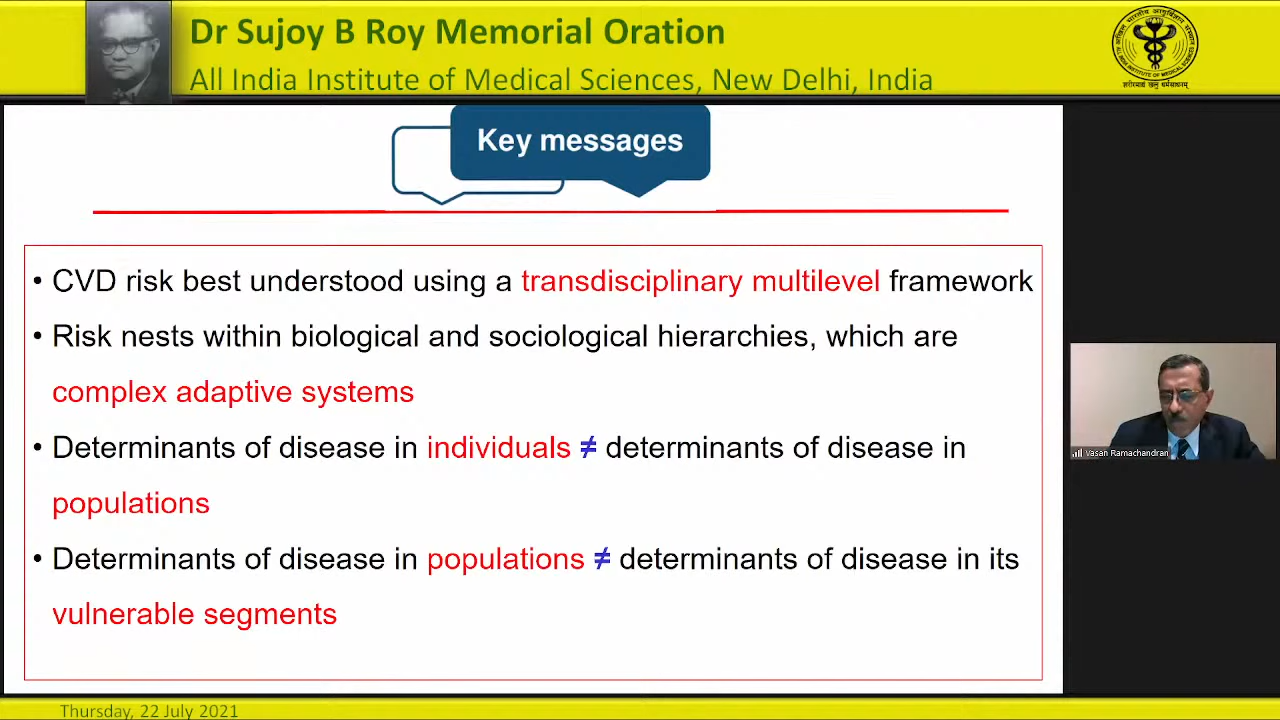 Dr Sujoy B Roy Memorial Oration
All India Institute of Medical Sciences, New Delhi, India
Key messages
• CVD risk best understood using a transdisciplinary multilevel framework
• Risk nests within biological and sociological hierarchies, which are
complex adaptive systems
• Determinants of disease in individuals ≠ determinants of disease in
populations
• Determinants of disease in populations ≠ determinants of disease in its
vulnerable segments
Vasan Ramachandran
Thursday, 22 July 2021